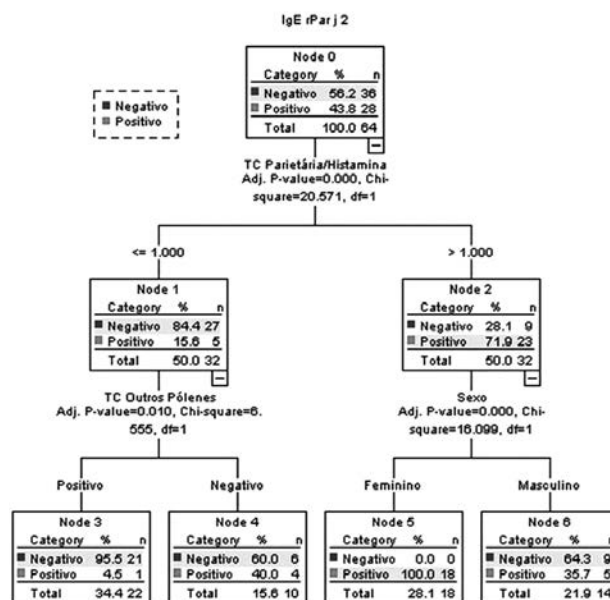 IgE rPar j 2
Negativo
Positivo
Node 0
Category % n
Negativo 56.2 36
Positivo 43.8 28
Total 100.0 64
TC Parietária/Histamina
Adj. P-value=0.000, Chi-
square=20.571, df=1
<= 1.000
> 1.000
Node 1
Category % n
Negativo 84.4 27
Positivo 15.6 5
Total 50.0 32
Node 2
Category % n
Negativo 28.1 9
Positivo 71.9 23
Total 50.0 32
TC Outros Pólenes
Adj. P-value=0.010, Chi-square=6.
555, df=1
Sexo
Adj. P-value=0.000, Chi-
square=16.099, df=1
Positivo
Negativo
Feminino
Masculino
Node 3
Category % n
Negativo 95.5 21
Positivo 4.5 1
Total 34.4 22
Node 4
Category % n
Negativo 60.0 6
Positivo 40.0 4
Total 15.6 10
Node 5
Category % n
Negativo 0.0 0
Positivo 100.0 18
Total 28.1 18
Node 6
Category % n
Negativo 64.3 9
Positivo 35.7 5
Total 21.9 14